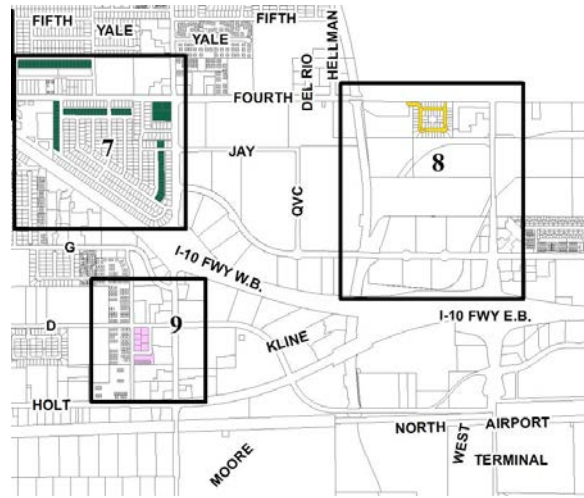 FIFTH
YALE
FIFTH
YALE
HELLMAN
DEL RIO
FOURTH
7
8
JAY
QVC
G
I-10 FWY W.B.
9
I-10 FWY E.B.
D
KLINE
HOLT
NORTH
WEST
AIRPORT
TERMINAL
MOORE